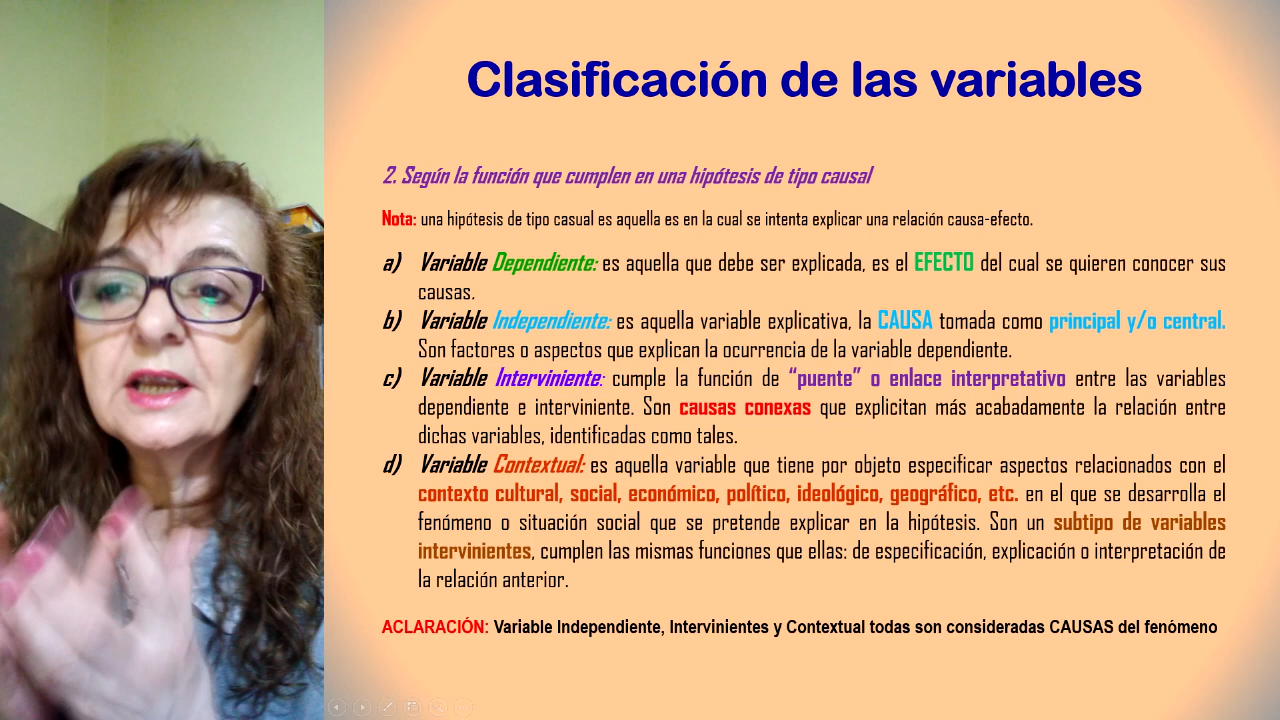 Clasificación de las variables
2. Según la función que cumplen en una hipótesis de tipo causal
Nota: una hipótesis de tipo casual es aquella es en la cual se intenta explicar una relación causa-efecto.
a) Variable Dependiente: es aquella que debe ser explicada, es el EFECTO del cual se quieren conocer sus
causas.
b) Variable Independiente: es aquella variable explicativa, la CAUSA tomada como principal y/o central.
Son factores o aspectos que explican la ocurrencia de la variable dependiente.
c) Variable Interviniente: cumple la función de “puente” o enlace interpretativo entre las variables
dependiente e interviniente. Son causas conexas que explicitan más acabadamente la relación entre
dichas variables, identificadas como tales.
d) Variable Contextual: es aquella variable que tiene por objeto especificar aspectos relacionados con el
contexto cultural, social, económico, político, ideológico, geográfico, etc. en el que se desarrolla el
fenómeno o situación social que se pretende explicar en la hipótesis. Son un subtipo de variables
intervinientes, cumplen las mismas funciones que ellas: de especificación, explicación o interpretación de
la relación anterior.
ACLARACIÓN: Variable Independiente, Intervinientes y Contextual todas son consideradas CAUSAS del fenómeno